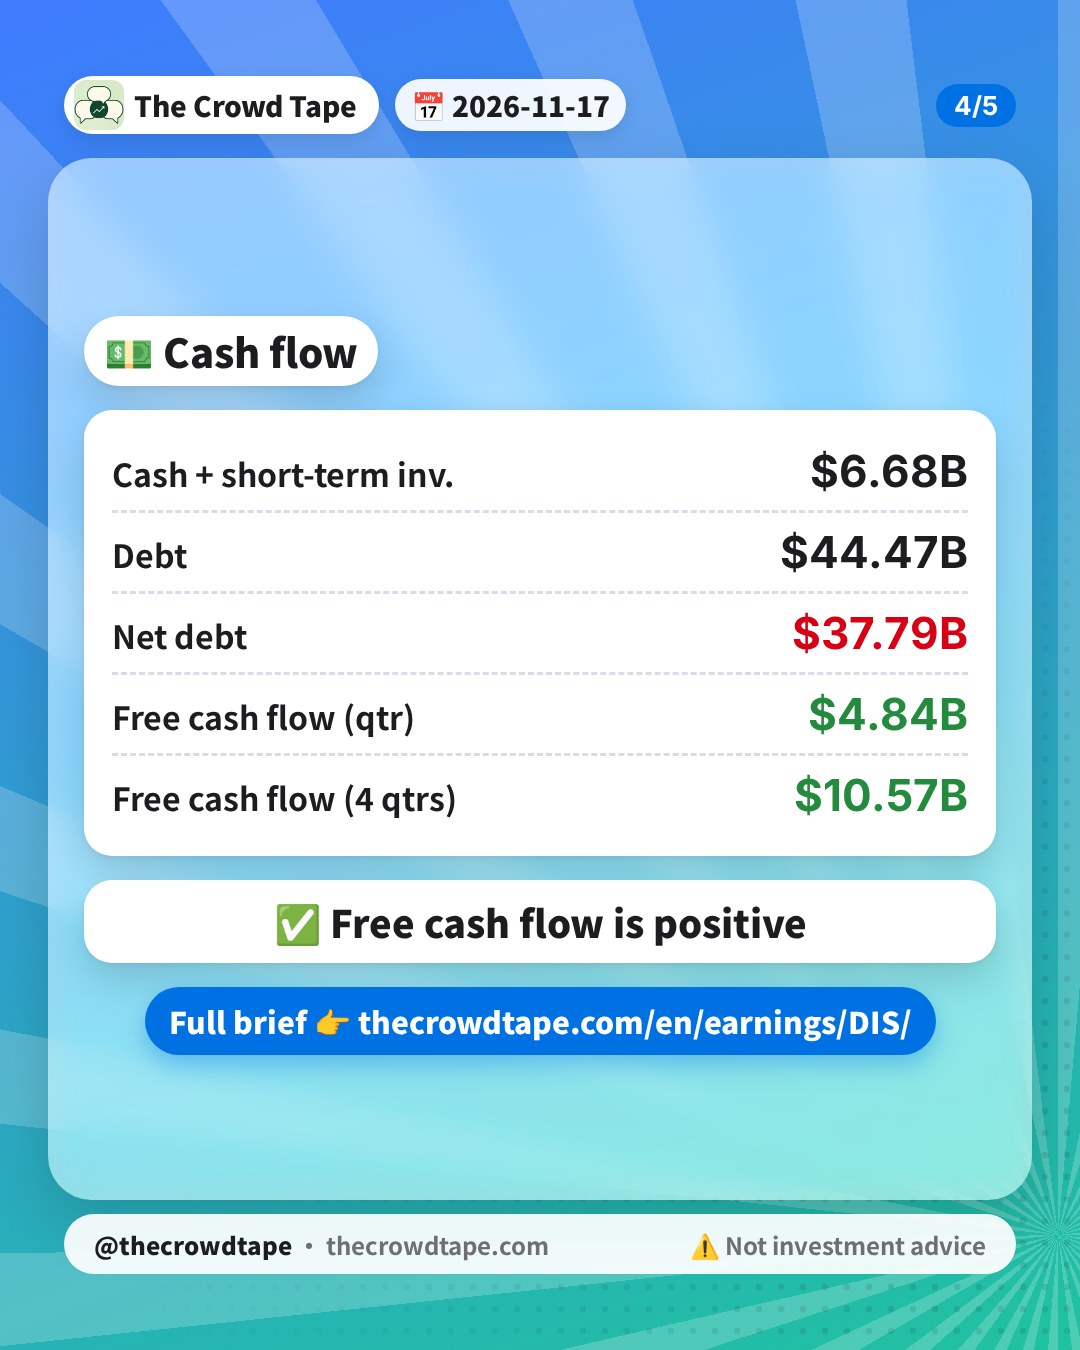 The Crowd Tape
📅 2026-11-17
4/5
💵 Cash flow
Cash + short-term inv. $6.68B
Debt $44.47B
Net debt $37.79B
Free cash flow (qtr) $4.84B
Free cash flow (4 qtrs) $10.57B
✅ Free cash flow is positive
Full brief 👉 thecrowdtape.com/en/earnings/DIS/
@thecrowdtape • thecrowdtape.com ⚠️ Not investment advice